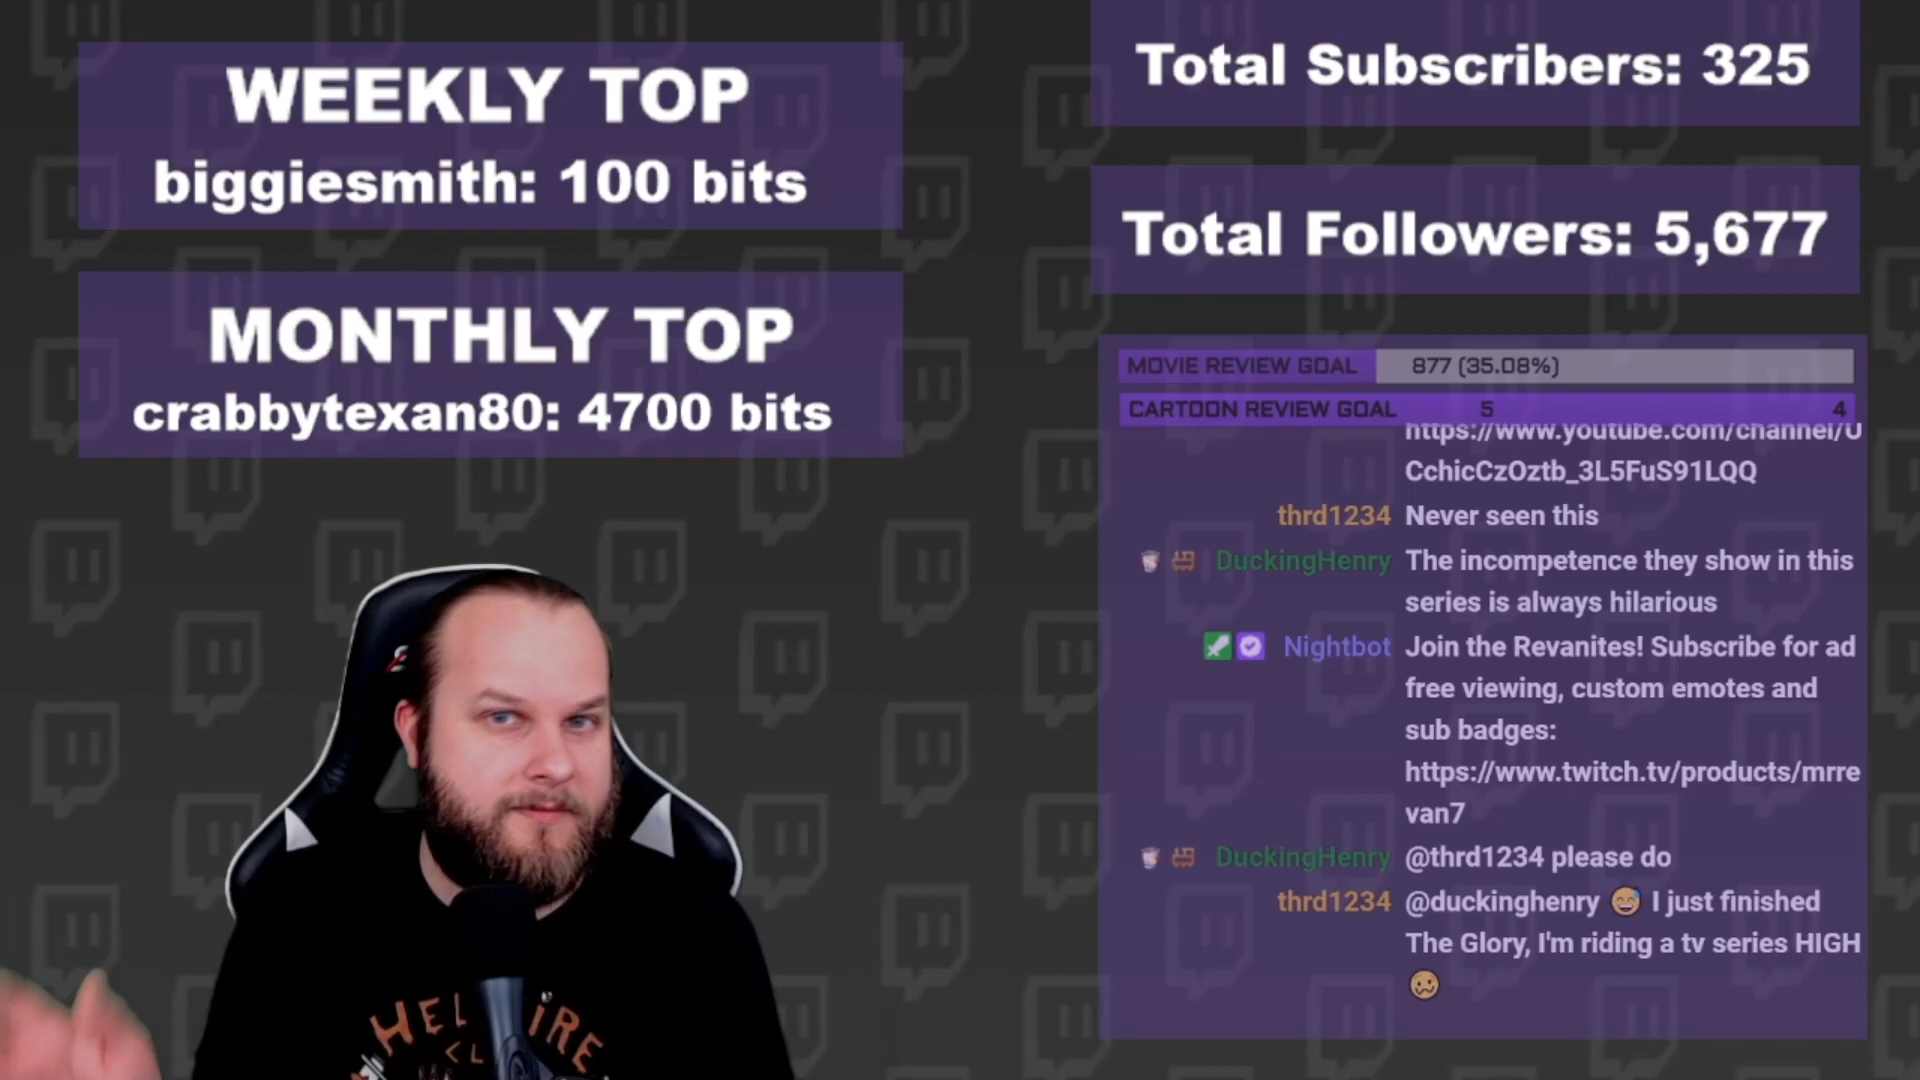 WEEKLY TOP
biggiesmith: 100 bits
MONTHLY TOP
crabbytexan80: 4700 bits
Total Subscribers: 325
Total Followers: 5,677
MOVIE REVIEW GOAL 877 (35.08%)
CARTOON REVIEW GOAL 5 4
https://www.youtube.com/channel/U
CchicCzOztb_3L5FuS91LQQ
thrd1234 Never seen this
DuckingHenry The incompetence they show in this
series is always hilarious
Nightbot Join the Revanites! Subscribe for ad
free viewing, custom emotes and
sub badges:
https://www.twitch.tv/products/mrre
van7
DuckingHenry @thrd1234 please do
thrd1234 @duckinghenry 😅 I just finished
The Glory, I'm riding a tv series HIGH
🥴
HELLFIRE